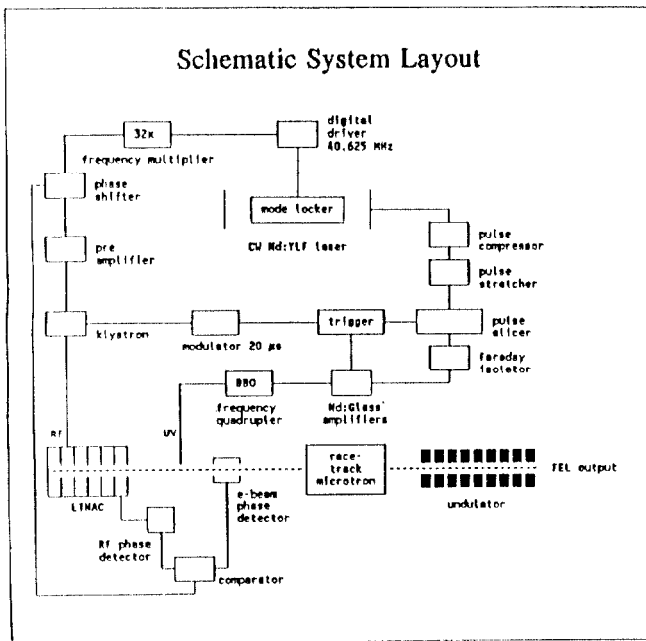 Schematic System Layout
32x
frequency multiplier
digital
driver
40.625 MHz
phase
shifter
mode locker
CW Nd:YLF laser
pre
amplifier
pulse
compressor
pulse
stretcher
klystron
modulator 20 µs
trigger
pulse
slicer
faraday
isolator
BBO
frequency
quadrupler
Nd:Glass
amplifiers
UV
Rf
LINAC
e-beam
phase
detector
race-
track
microtron
undulator
FEL output
Rf phase
detector
comparator